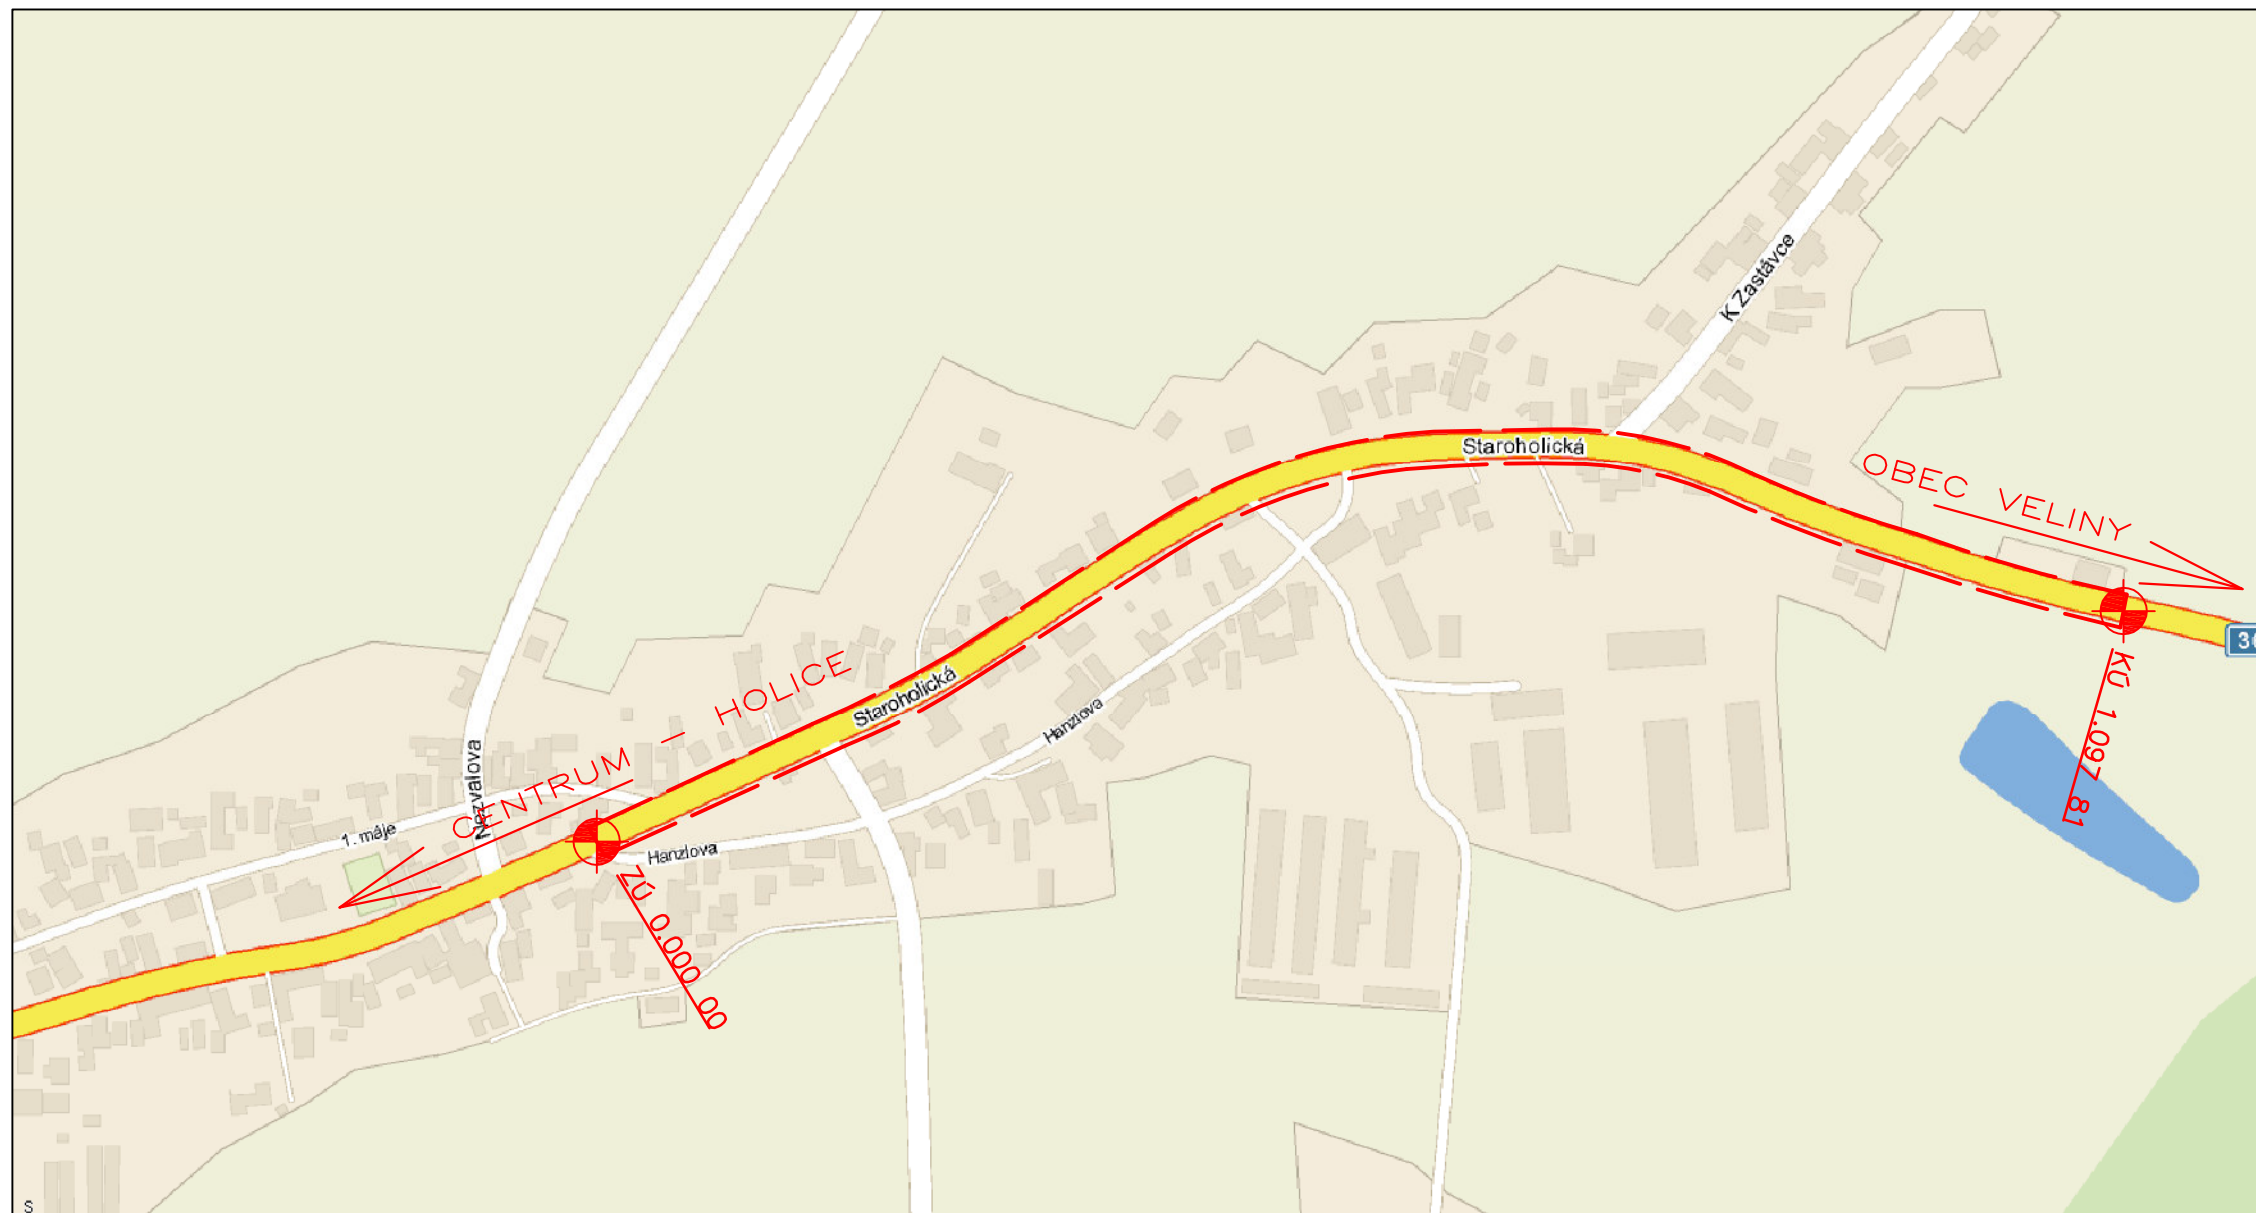 K Zastávce
Staroholická
OBEC VELINY
KÚ 1.097 81
CENTRUM – HOLICE
Staroholická
Hanzlova
Nezvalova
1. máje
Hanzlova
ZÚ 0.000 00
S